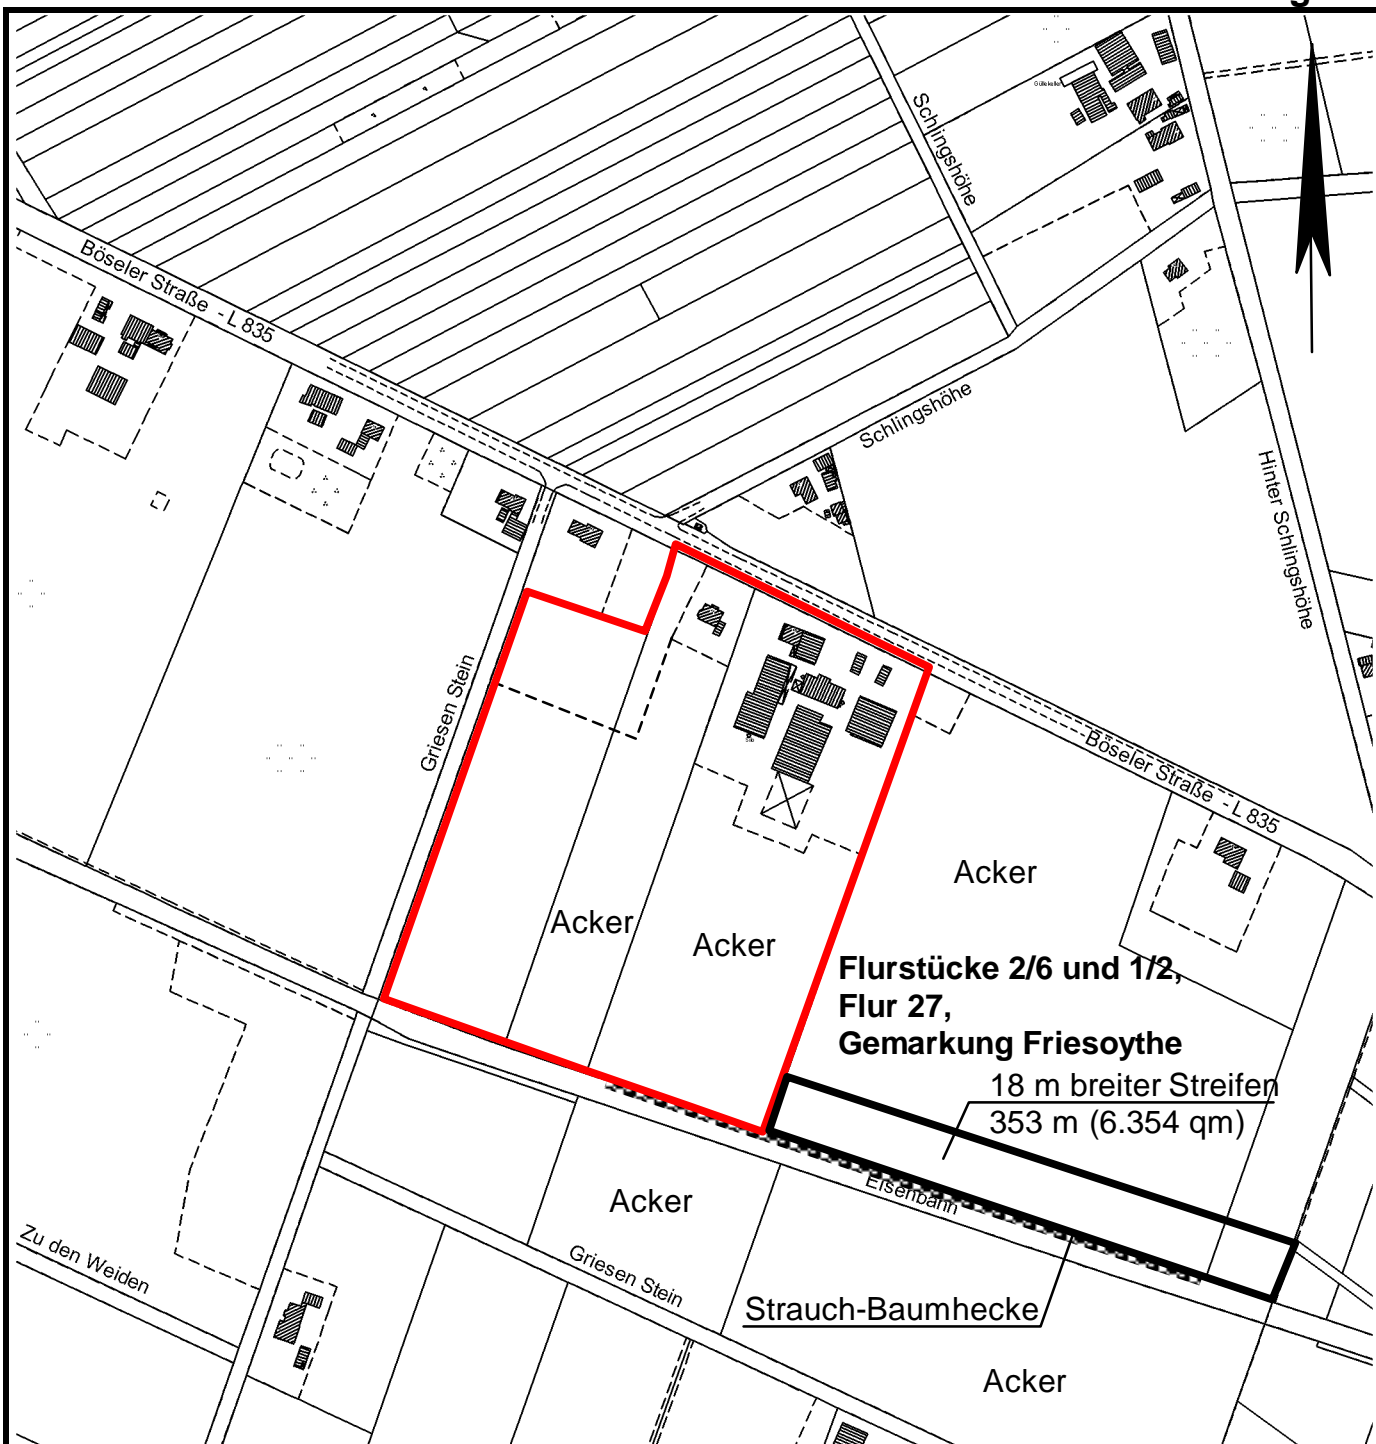 g
Güllekeller
Schlingshöhe
Böseler Straße - L 835
Schlingshöhe
Hinter Schlingshöhe
Griesen Stein
Böseler Straße - L 835
Acker
Acker
Acker
Flurstücke 2/6 und 1/2,
Flur 27,
Gemarkung Friesoythe
18 m breiter Streifen
353 m (6.354 qm)
Eisenbahn
Acker
Zu den Weiden
Griesen Stein
Strauch-Baumhecke
Acker